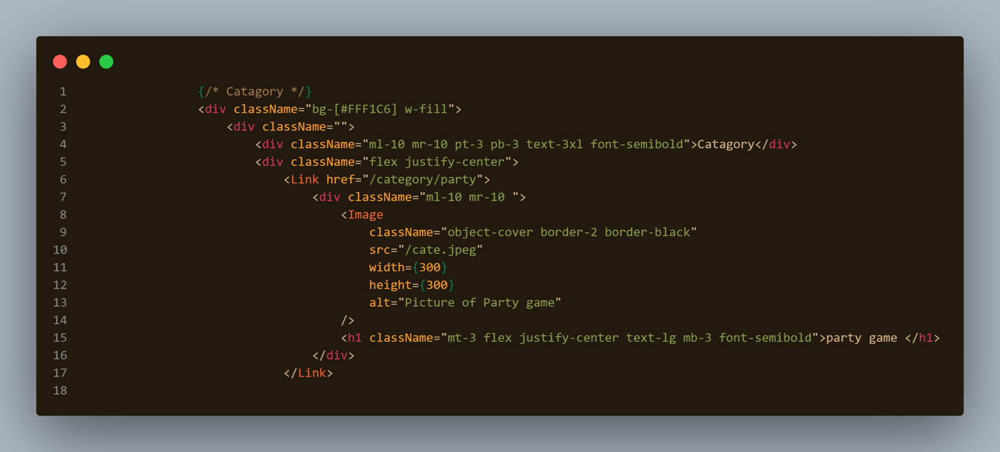 1 {/* Catagory */}
2 <div className="bg-[#FFF1C6] w-fill">
3 <div className="">
4 <div className="ml-10 mr-10 pt-3 pb-3 text-3xl font-semibold">Catagory</div>
5 <div className="flex justify-center">
6 <Link href="/category/party">
7 <div className="ml-10 mr-10 ">
8 <Image
9 className="object-cover border-2 border-black"
10 src="/cate.jpeg"
11 width={300}
12 height={300}
13 alt="Picture of Party game"
14 />
15 <h1 className="mt-3 flex justify-center text-lg mb-3 font-semibold">party game </h1>
16 </div>
17 </Link>
18